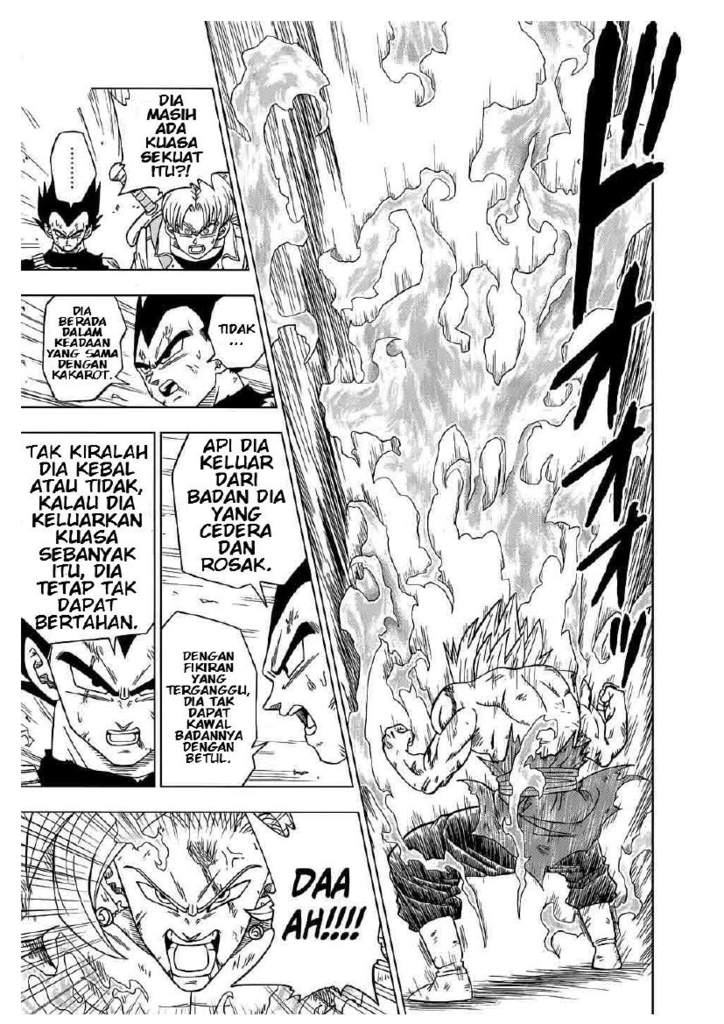 ドオオオ
DIA
MASIH
ADA
KUASA
SEKUAT
ITU?!
.........
TIDAK
...
DIA
BERADA
DALAM
KEADAAN
YANG SAMA
DENGAN
KAKAROT.
API DIA
KELUAR
DARI
BADAN DIA
YANG
CEDERA
DAN
ROSAK.
DENGAN
FIKIRAN
YANG
TERGANGGU,
DIA TAK
DAPAT
KAWAL
BADANNYA
DENGAN
BETUL.
TAK KIRALAH
DIA KEBAL
ATAU TIDAK,
KALAU DIA
KELUARKAN
KUASA
SEBANYAK
ITU, DIA
TETAP TAK
DAPAT
BERTAHAN.
DAA
AH!!!!